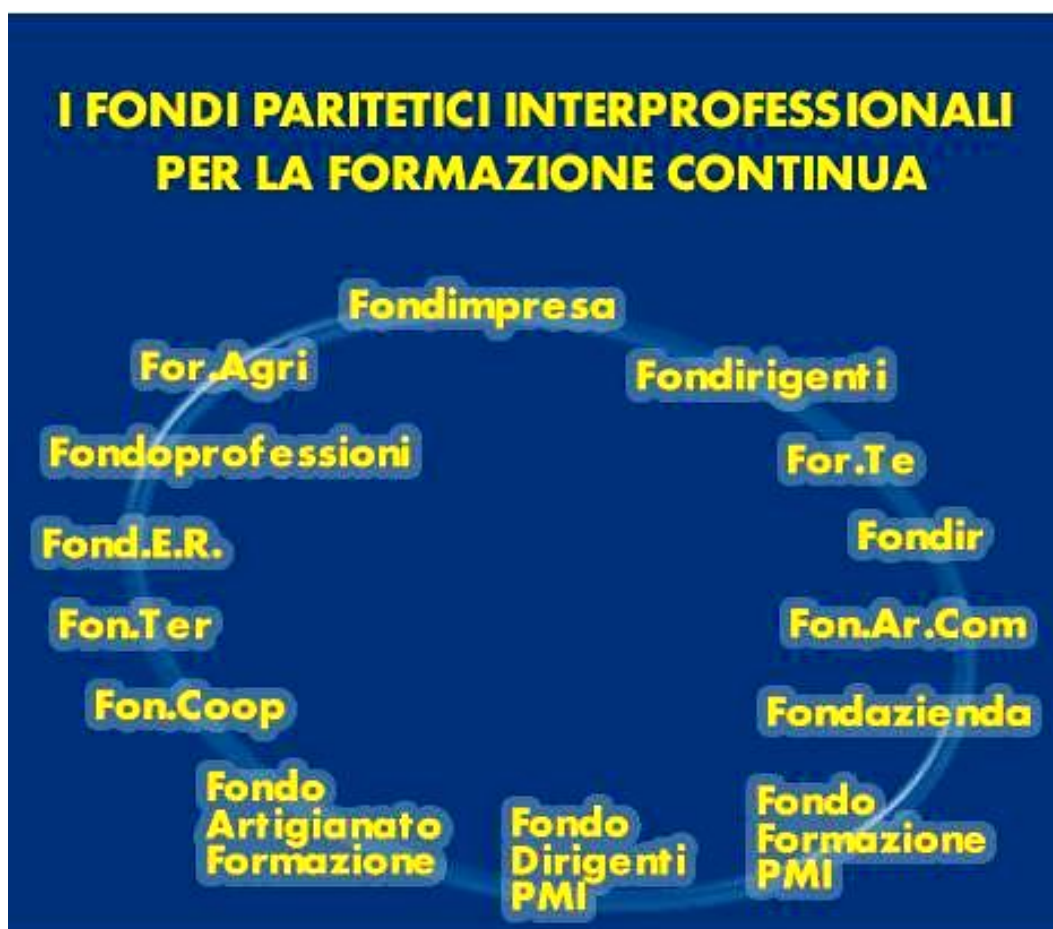 I FONDI PARITETICI INTERPROFESSIONALI
PER LA FORMAZIONE CONTINUA
Fondimpresa
For.Agri
Fondirigenti
Fondoprofessioni
For.Te
Fond.E.R.
Fondir
Fon.Ter
Fon.Ar.Com
Fon.Coop
Fondazienda
Fondo
Artigianato
Formazione
Fondo
Dirigenti
PMI
Fondo
Formazione
PMI